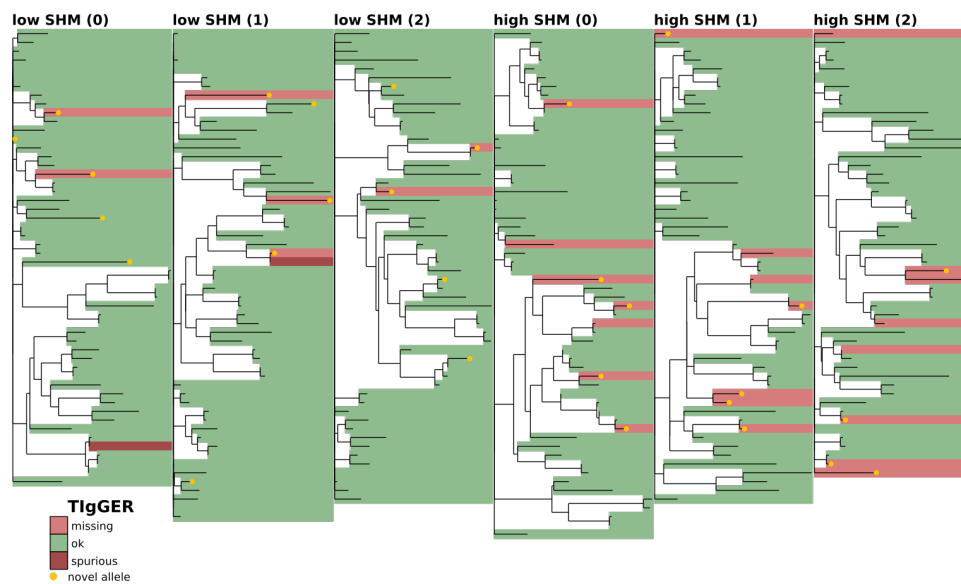 low SHM (0)
low SHM (1)
low SHM (2)
high SHM (0)
high SHM (1)
high SHM (2)
TIgGER
missing
ok
spurious
novel allele